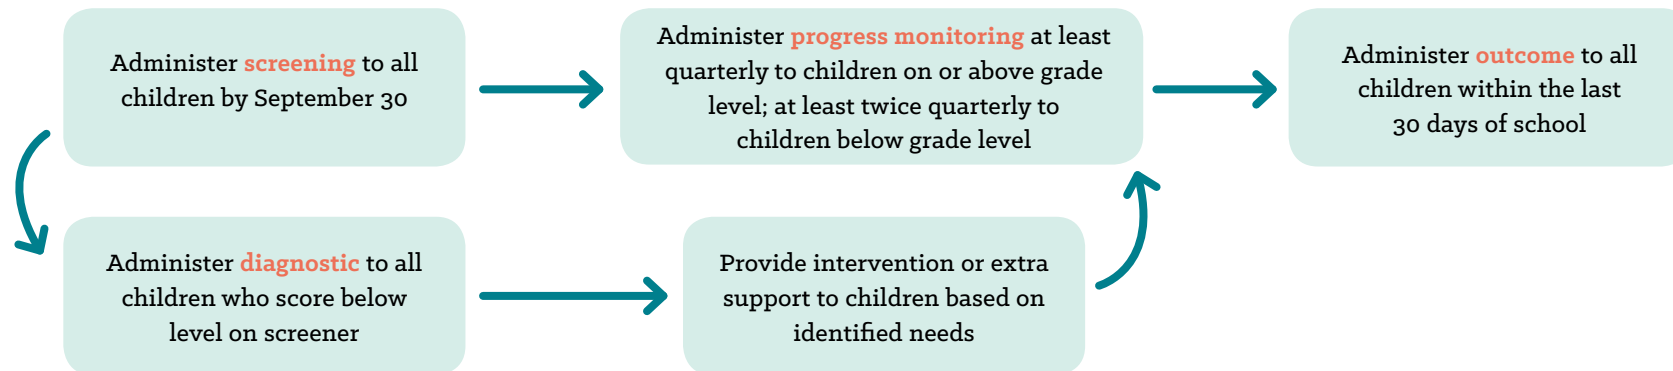 Administer screening to all
children by September 30
Administer progress monitoring at least
quarterly to children on or above grade
level; at least twice quarterly to
children below grade level
Administer outcome to all
children within the last
30 days of school
Administer diagnostic to all
children who score below
level on screener
Provide intervention or extra
support to children based on
identified needs